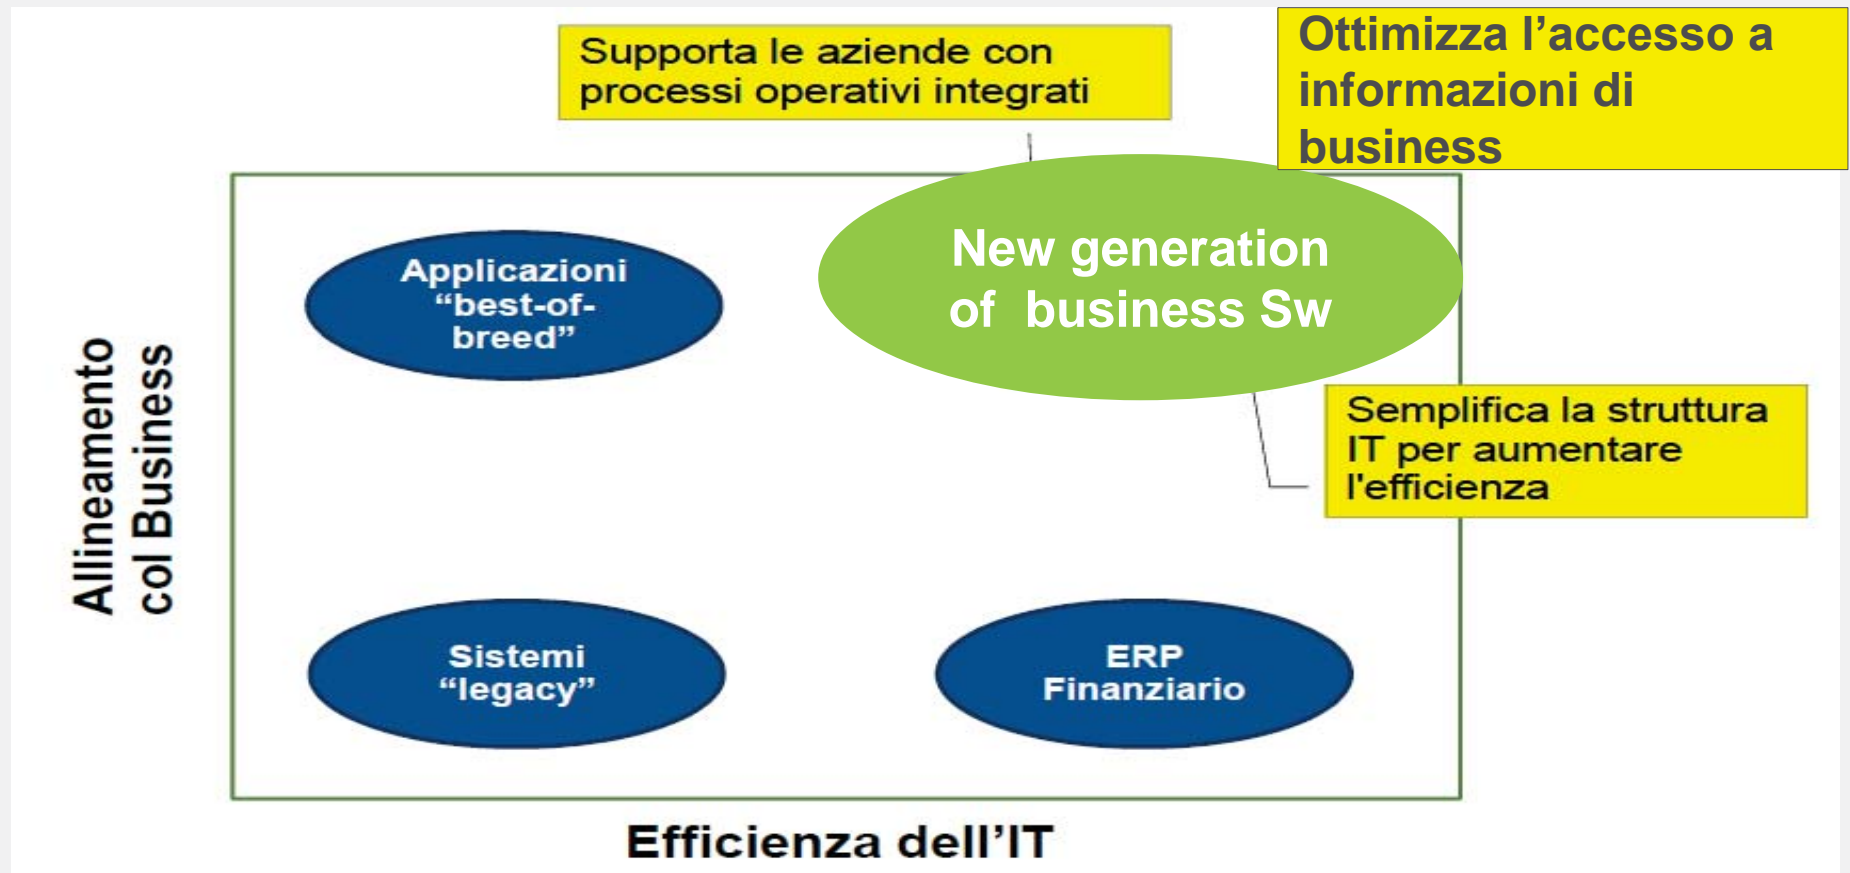 Supporta le aziende con
processi operativi integrati
Ottimizza l’accesso a
informazioni di
business
Applicazioni
“best-of-
breed”
New generation
of  business Sw
Allineamento
col Business
Semplifica la struttura
IT per aumentare
l'efficienza
Sistemi
“legacy”
ERP
Finanziario
Efficienza dell’IT